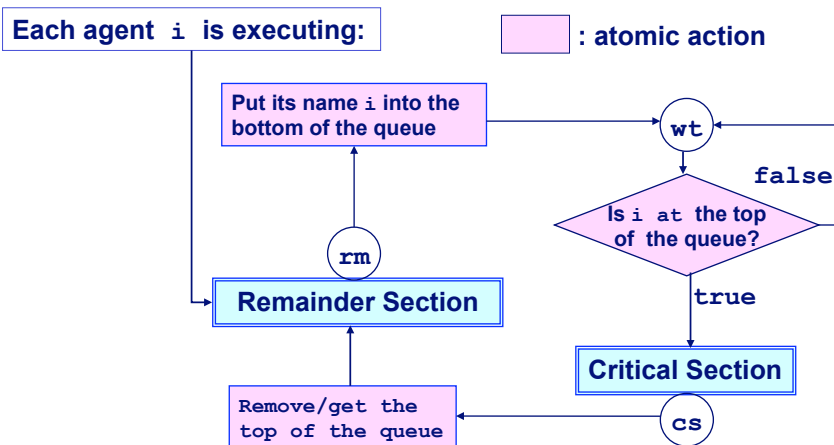 Each agent i is executing:
: atomic action
Put its name i into the
bottom of the queue
wt
false
Is i at the top
of the queue?
rm
Remainder Section
true
Critical Section
Remove/get the
top of the queue
cs